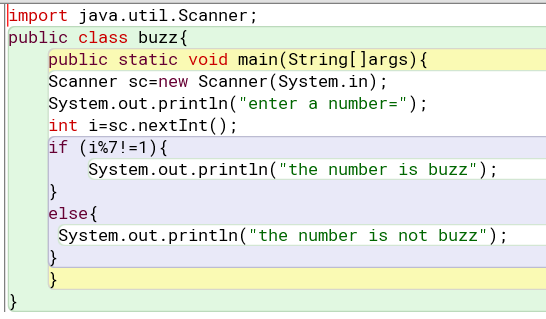 import java.util.Scanner;
public class buzz{
public static void main(String[]args){
Scanner sc=new Scanner(System.in);
System.out.println("enter a number=");
int i=sc.nextInt();
if (i%7!=1){
System.out.println("the number is buzz");
}
else{
System.out.println("the number is not buzz");
}
}
}